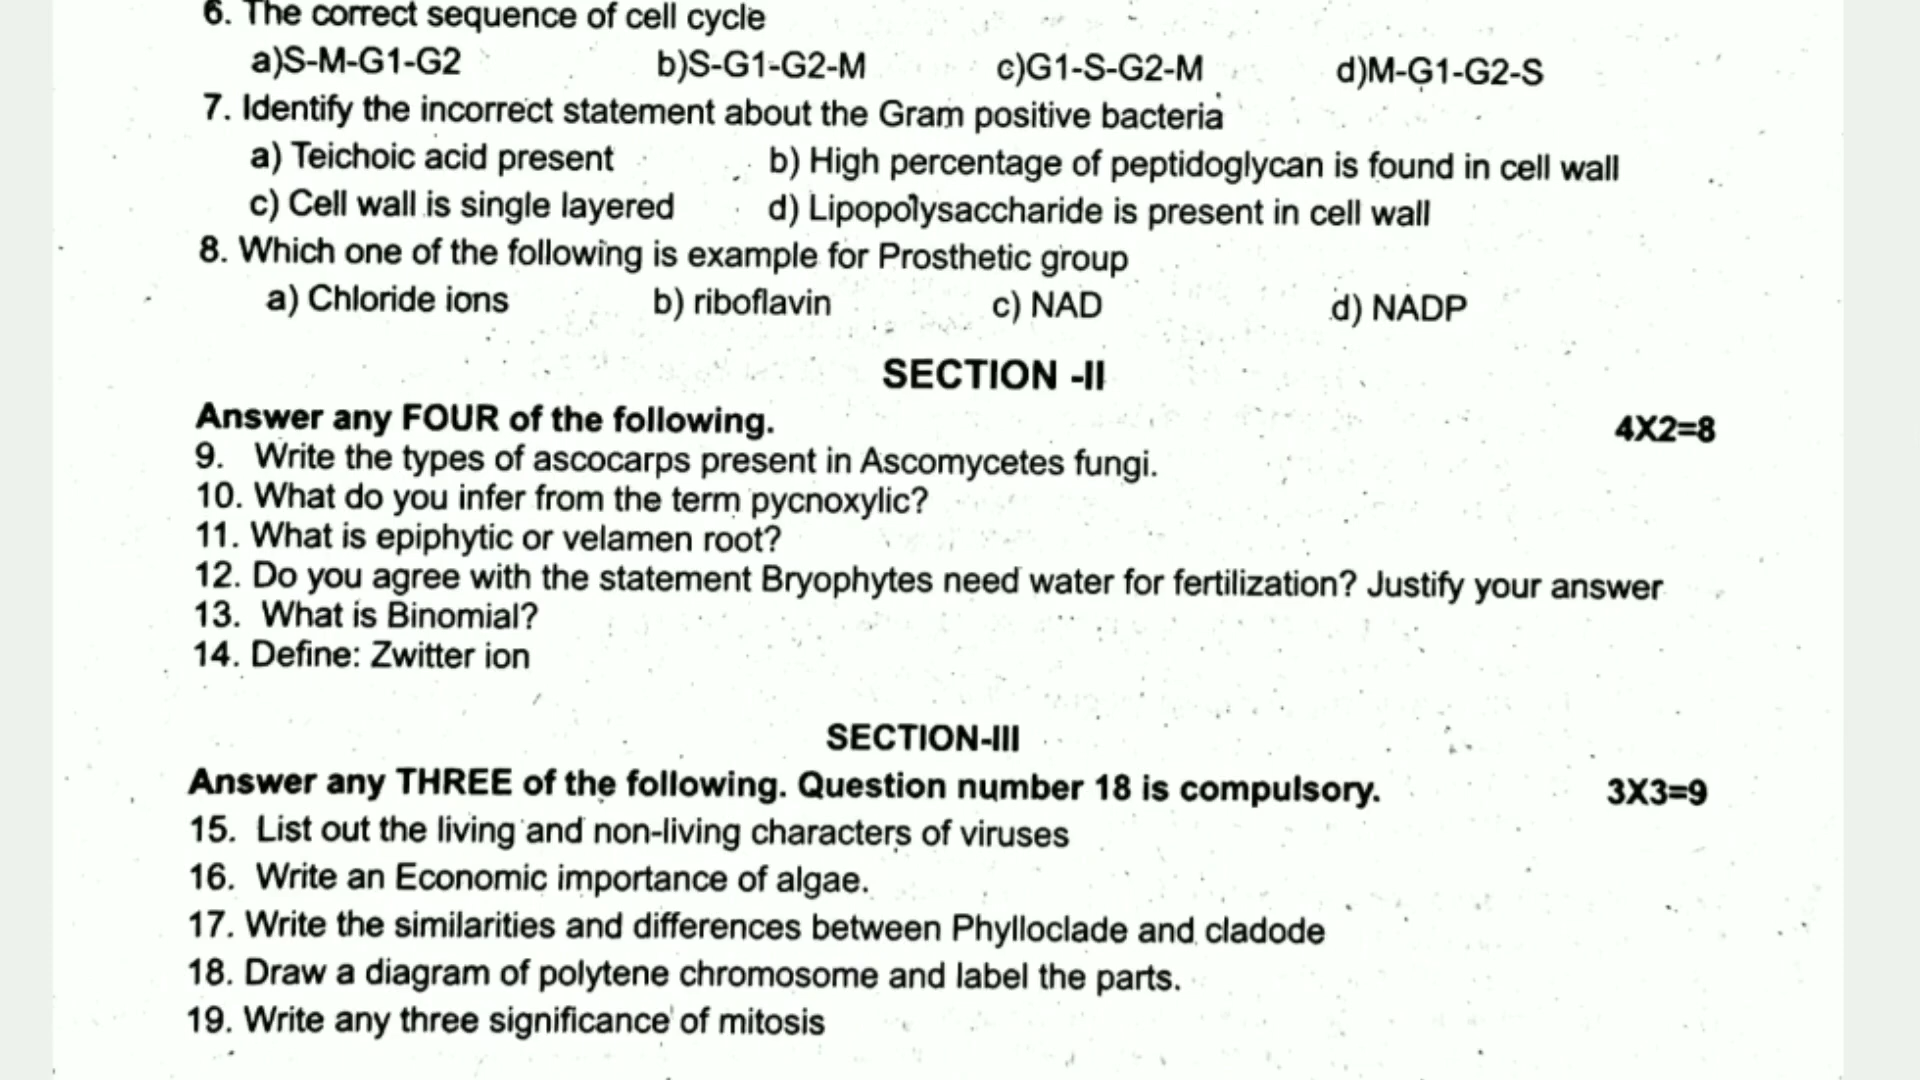 6. The correct sequence of cell cycle
a)S-M-G1-G2 b)S-G1-G2-M c)G1-S-G2-M d)M-G1-G2-S
7. Identify the incorrect statement about the Gram positive bacteria
a) Teichoic acid present b) High percentage of peptidoglycan is found in cell wall
c) Cell wall is single layered d) Lipopolysaccharide is present in cell wall
8. Which one of the following is example for Prosthetic group
a) Chloride ions b) riboflavin c) NAD d) NADP
SECTION -II
Answer any FOUR of the following. 4X2=8
9. Write the types of ascocarps present in Ascomycetes fungi.
10. What do you infer from the term pycnoxylic?
11. What is epiphytic or velamen root?
12. Do you agree with the statement Bryophytes need water for fertilization? Justify your answer
13. What is Binomial?
14. Define: Zwitter ion
SECTION-III
Answer any THREE of the following. Question number 18 is compulsory. 3X3=9
15. List out the living and non-living characters of viruses
16. Write an Economic importance of algae.
17. Write the similarities and differences between Phylloclade and cladode
18. Draw a diagram of polytene chromosome and label the parts.
19. Write any three significance of mitosis